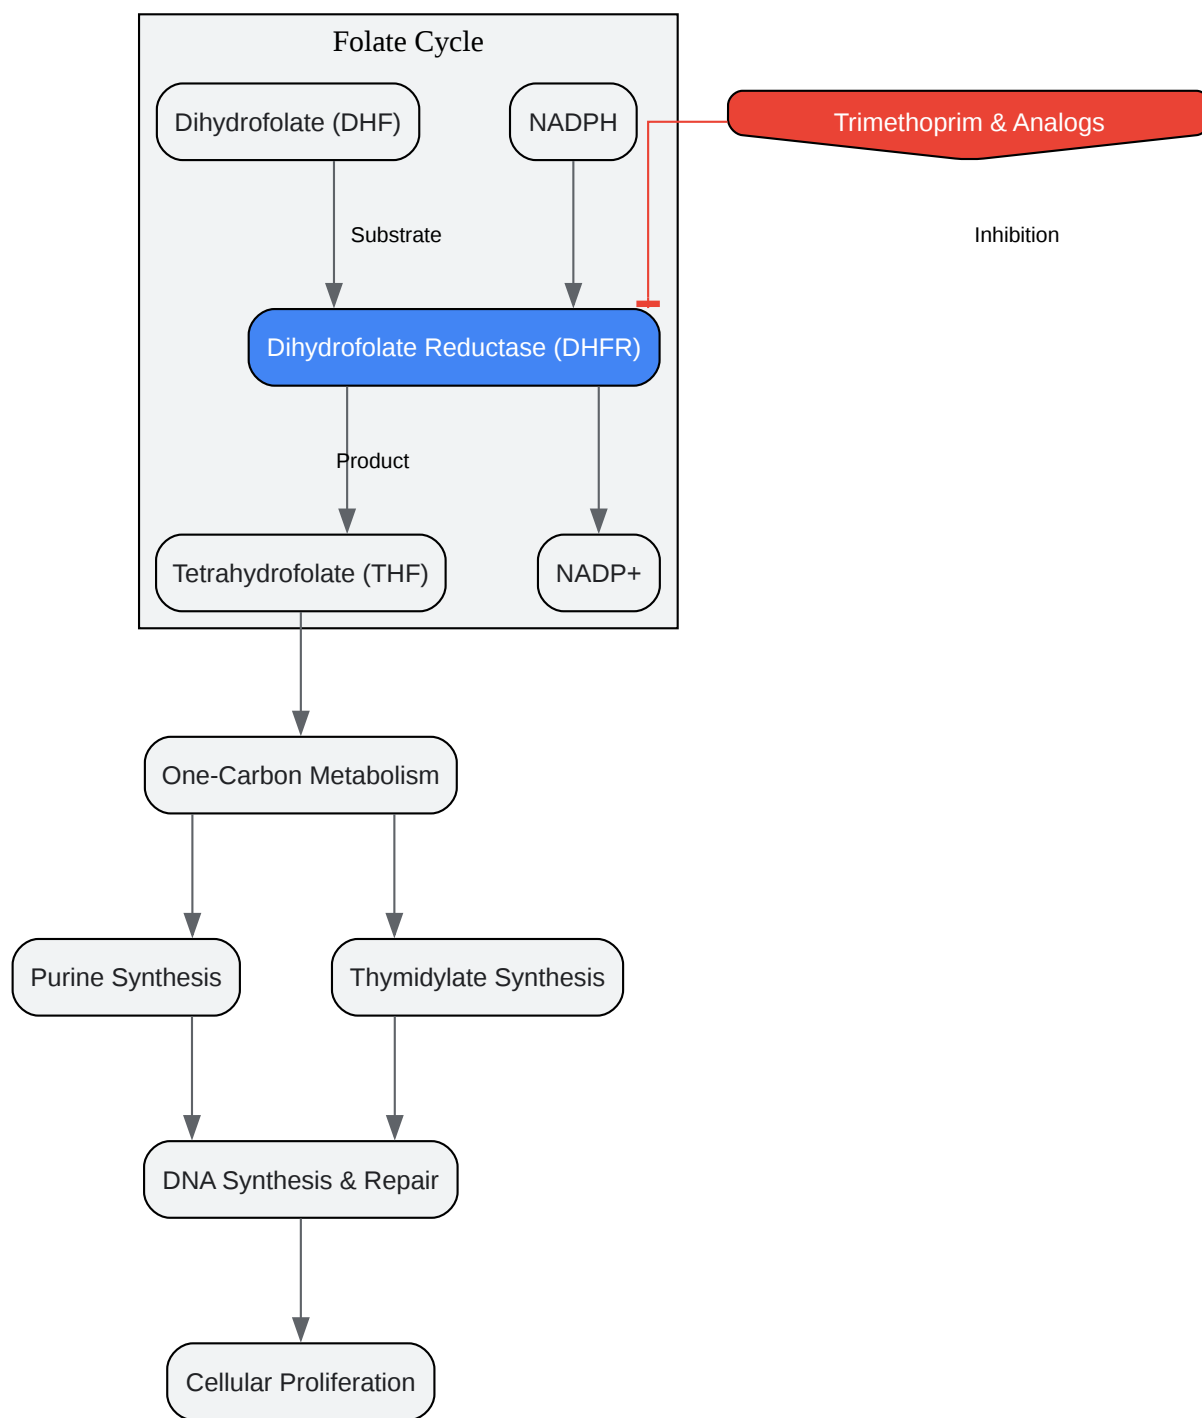 Folate Cycle
Dihydrofolate (DHF)
NADPH
Trimethoprim & Analogs
Substrate
Inhibition
Dihydrofolate Reductase (DHFR)
Product
Tetrahydrofolate (THF)
NADP+
One-Carbon Metabolism
Purine Synthesis
Thymidylate Synthesis
DNA Synthesis & Repair
Cellular Proliferation